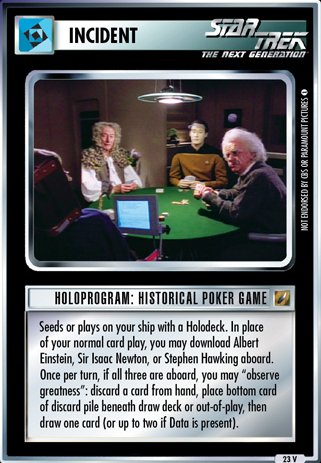 INCIDENT
STAR TREK
THE NEXT GENERATION
NOT ENDORSED BY CBS OR PARAMOUNT PICTURES
HOLOPROGRAM: HISTORICAL POKER GAME
Seeds or plays on your ship with a Holodeck. In place
of your normal card play, you may download Albert
Einstein, Sir Isaac Newton, or Stephen Hawking aboard.
Once per turn, if all three are aboard, you may “observe
greatness”: discard a card from hand, place bottom card
of discard pile beneath draw deck or out-of-play, then
draw one card (or up to two if Data is present).
23 V